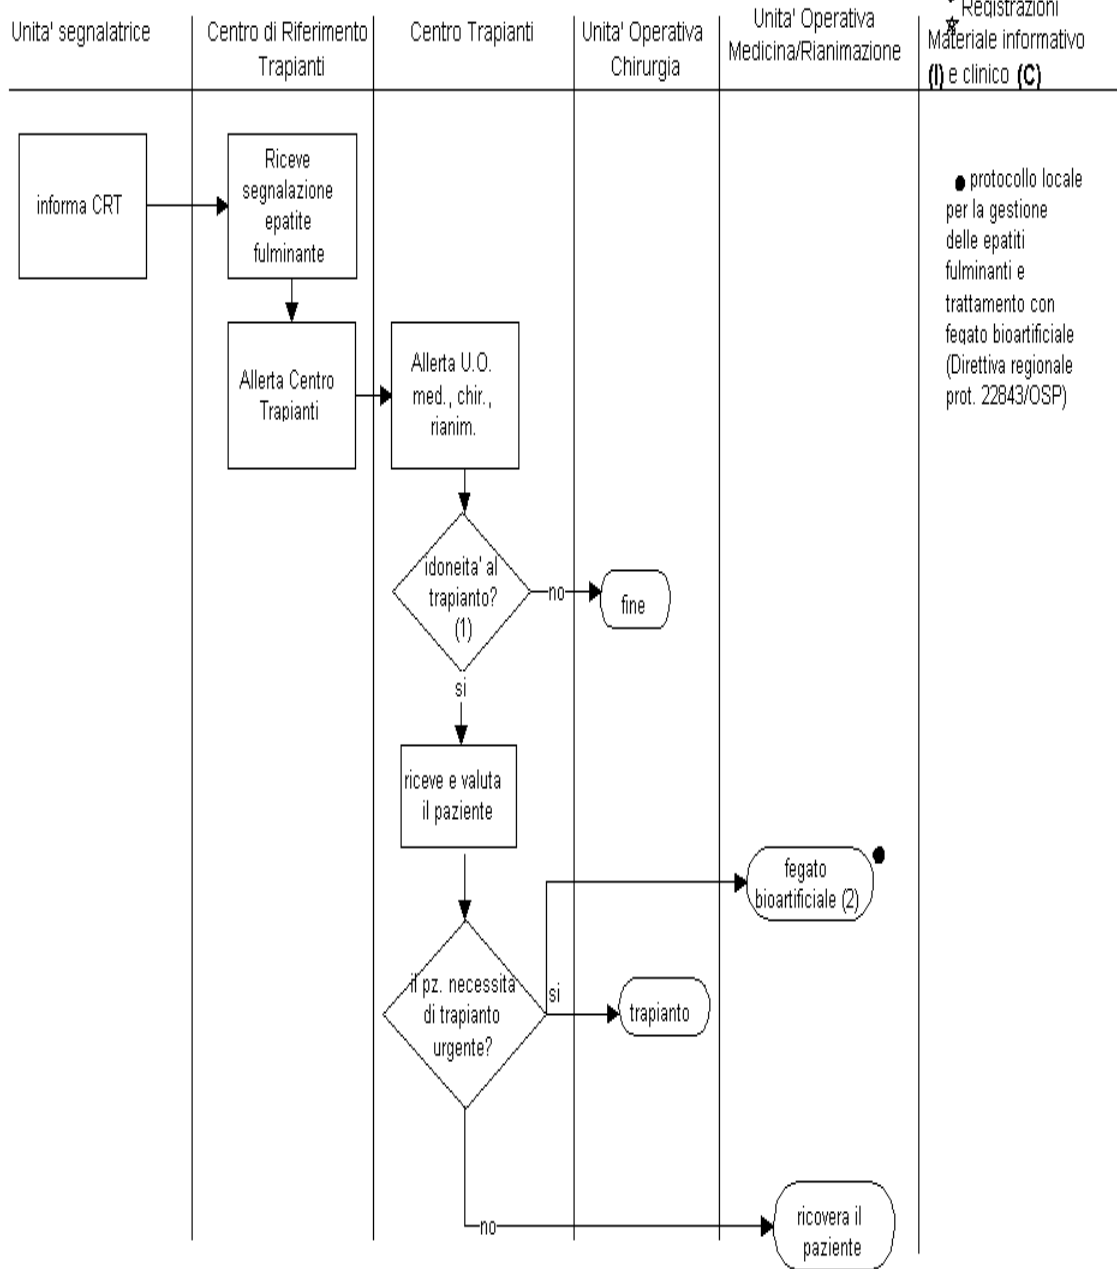 Unita' segnalatrice
Centro di Riferimento
Trapianti
Centro Trapianti
Unita' Operativa
Chirurgia
Unita' Operativa
Medicina/Rianimazione
* Registrazioni
Materiale informativo
(I) e clinico (C)
informa CRT
Riceve
segnalazione
epatite
fulminante
● protocollo locale
per la gestione
delle epatiti
fulminanti e
trattamento con
fegato bioartificiale
(Direttiva regionale
prot. 22843/OSP)
Allerta Centro
Trapianti
Allerta U.O.
med., chir.,
rianim.
idoneita' al
trapianto?
(1)
no
fine
si
riceve e valuta
il paziente
fegato
bioartificiale (2)
il pz. necessita
di trapianto
urgente?
si
trapianto
no
ricovera il
paziente